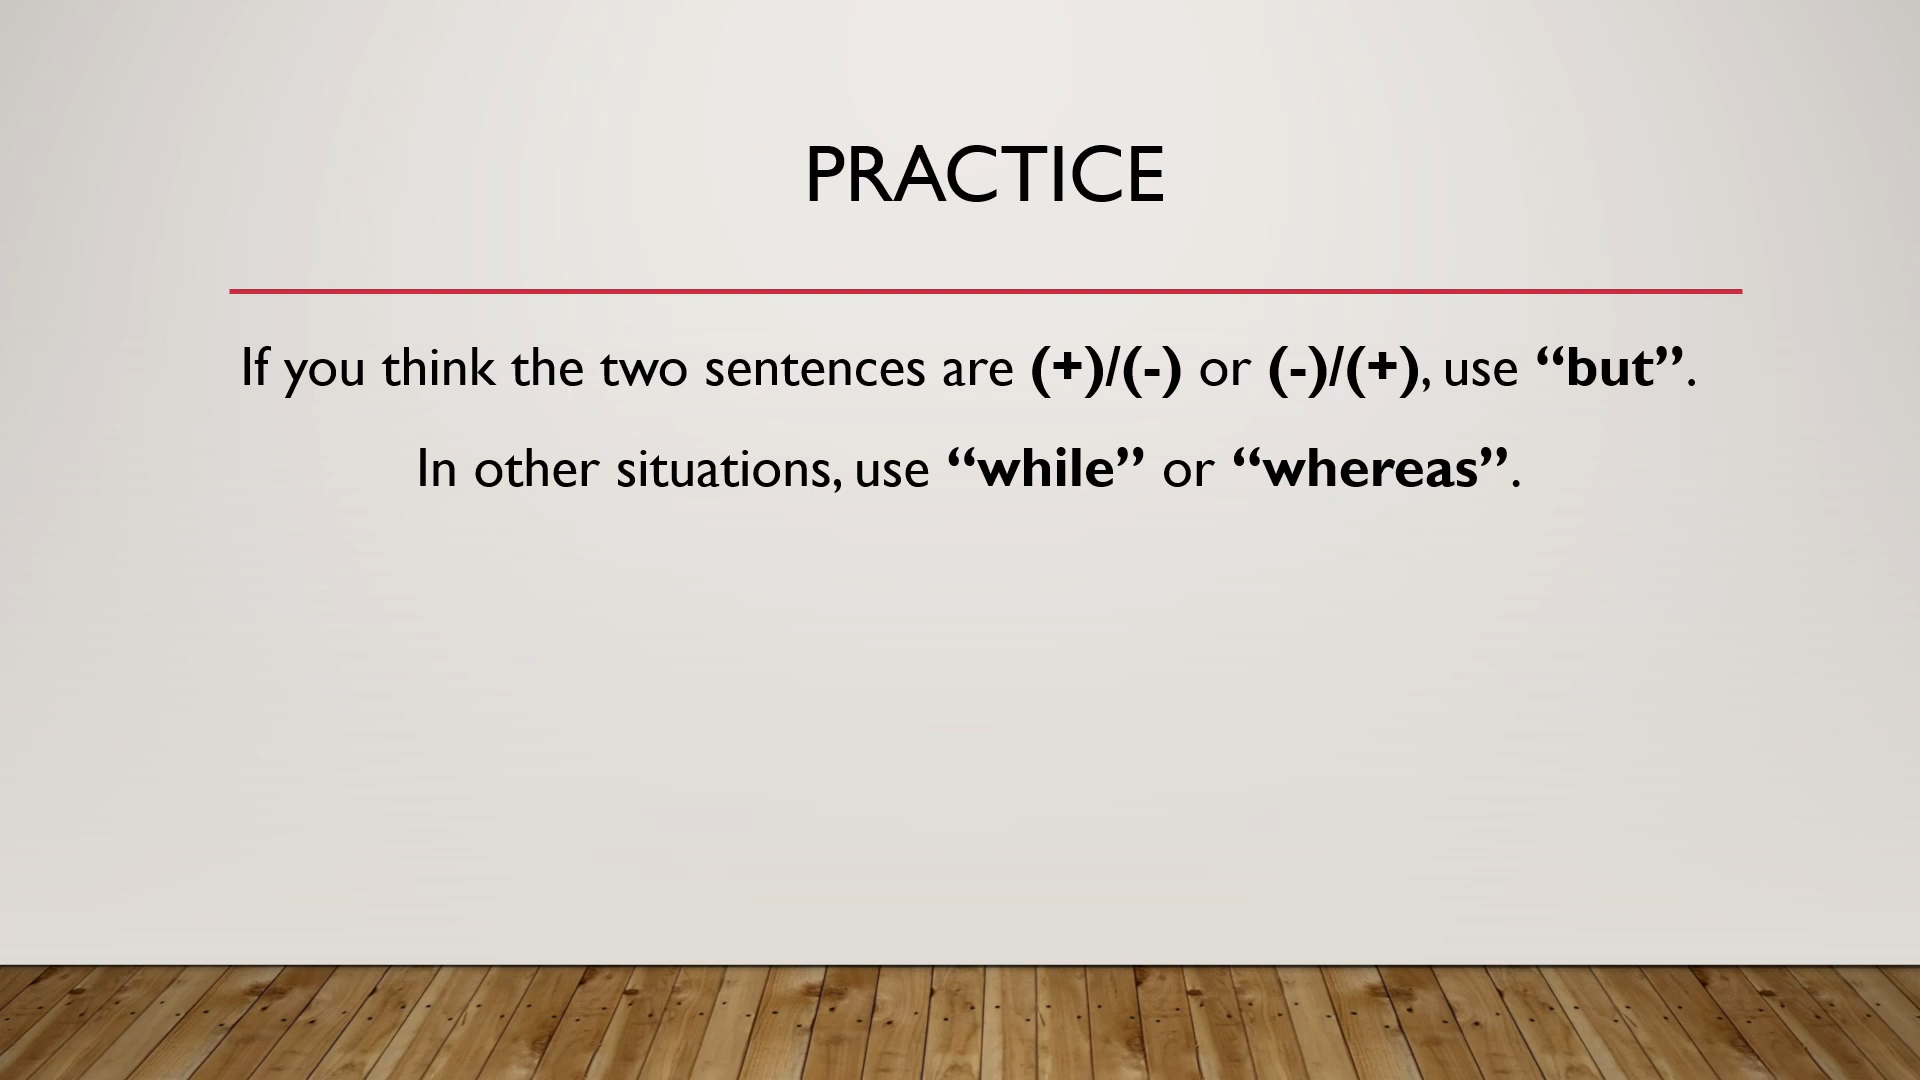 PRACTICE
If you think the two sentences are (+)/(-) or (-)/(+), use “but”.
In other situations, use “while” or “whereas”.